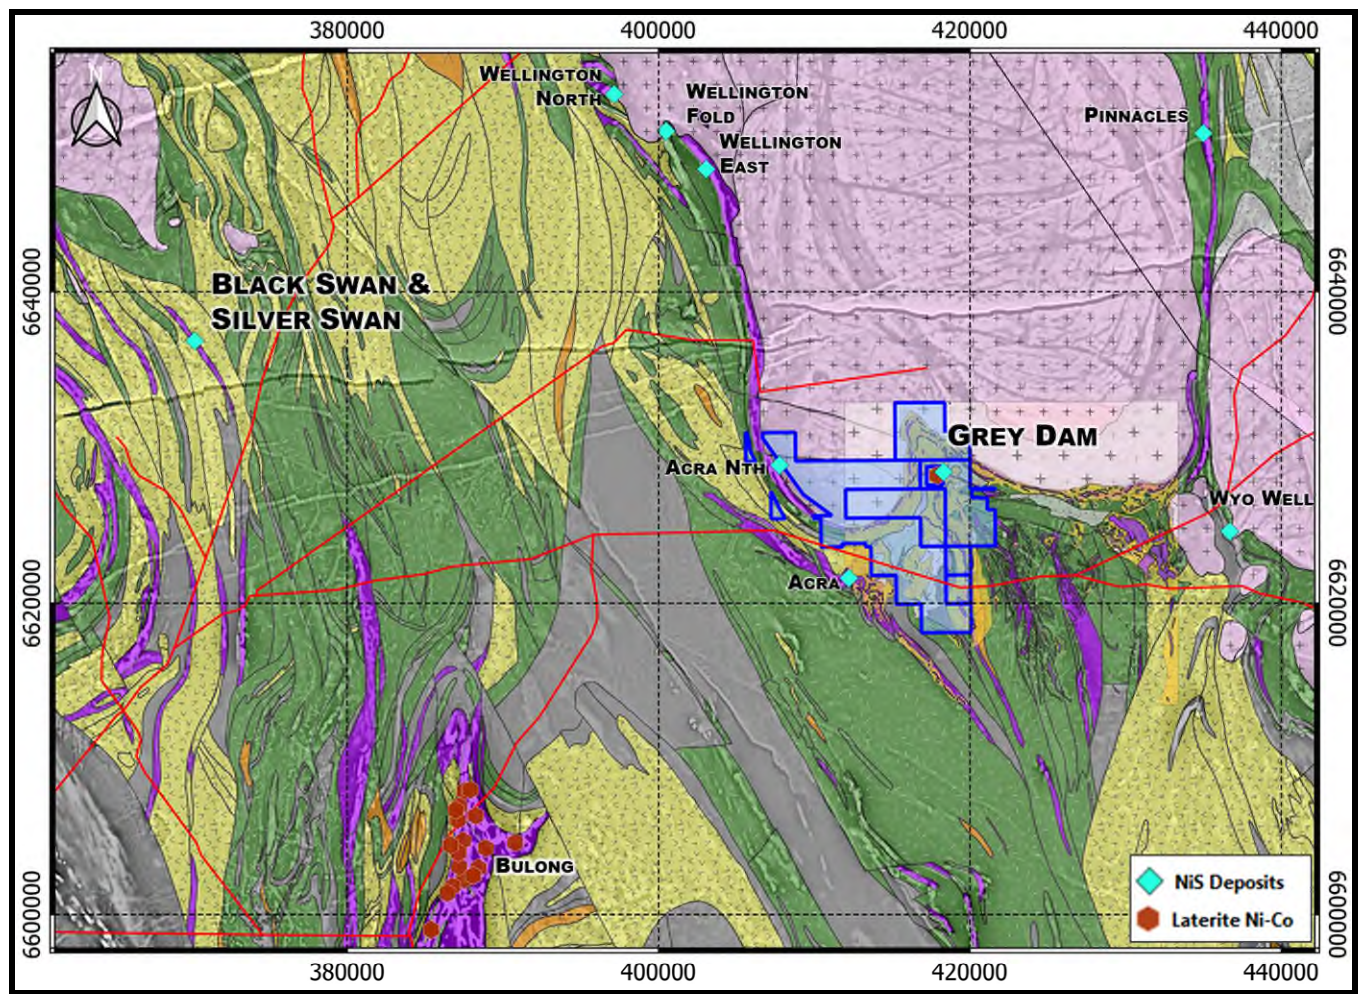 380000 400000 420000 440000
N
WELLINGTON
NORTH
WELLINGTON
FOLD
WELLINGTON
EAST
PINNACLES
6640000
6640000
BLACK SWAN &
SILVER SWAN
GREY DAM
ACRA NTH
WYO WELL
ACRA
6620000
6620000
BULONG
NiS Deposits
Laterite Ni-Co
6600000
6600000
380000 400000 420000 440000